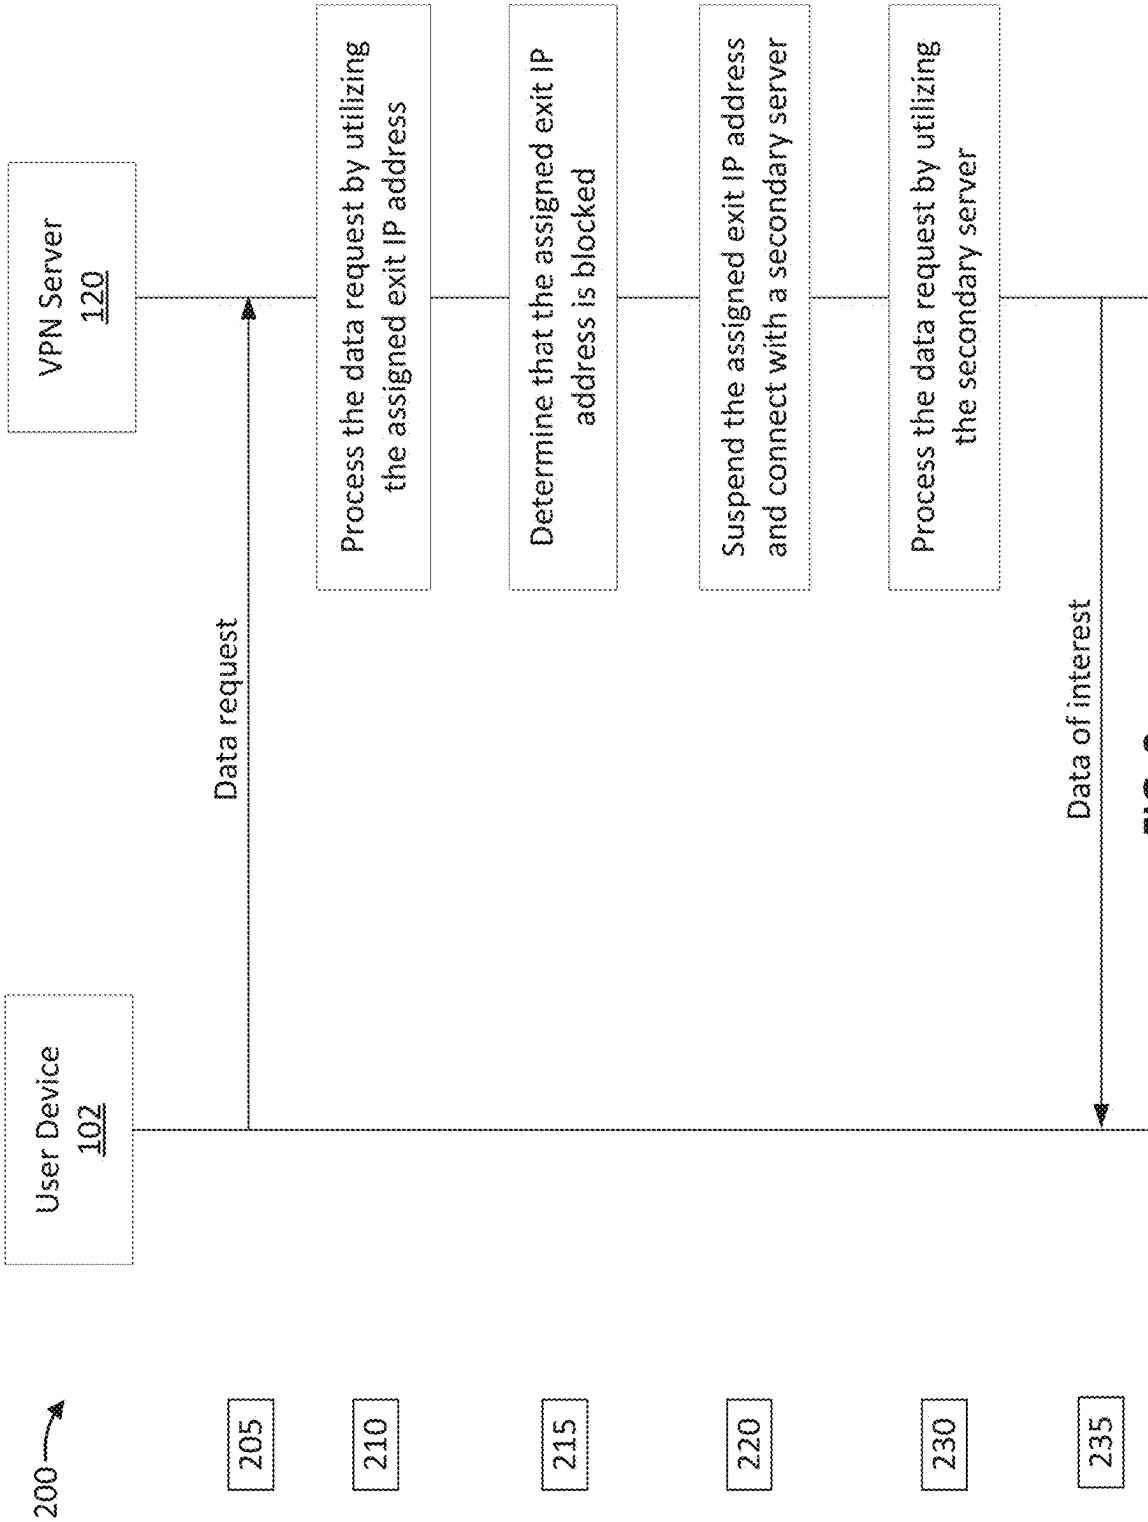 200
User Device
102
VPN Server
120
205
Data request
210
Process the data request by utilizing
the assigned exit IP address
215
Determine that the assigned exit IP
address is blocked
220
Suspend the assigned exit IP address
and connect with a secondary server
230
Process the data request by utilizing
the secondary server
235
Data of interest